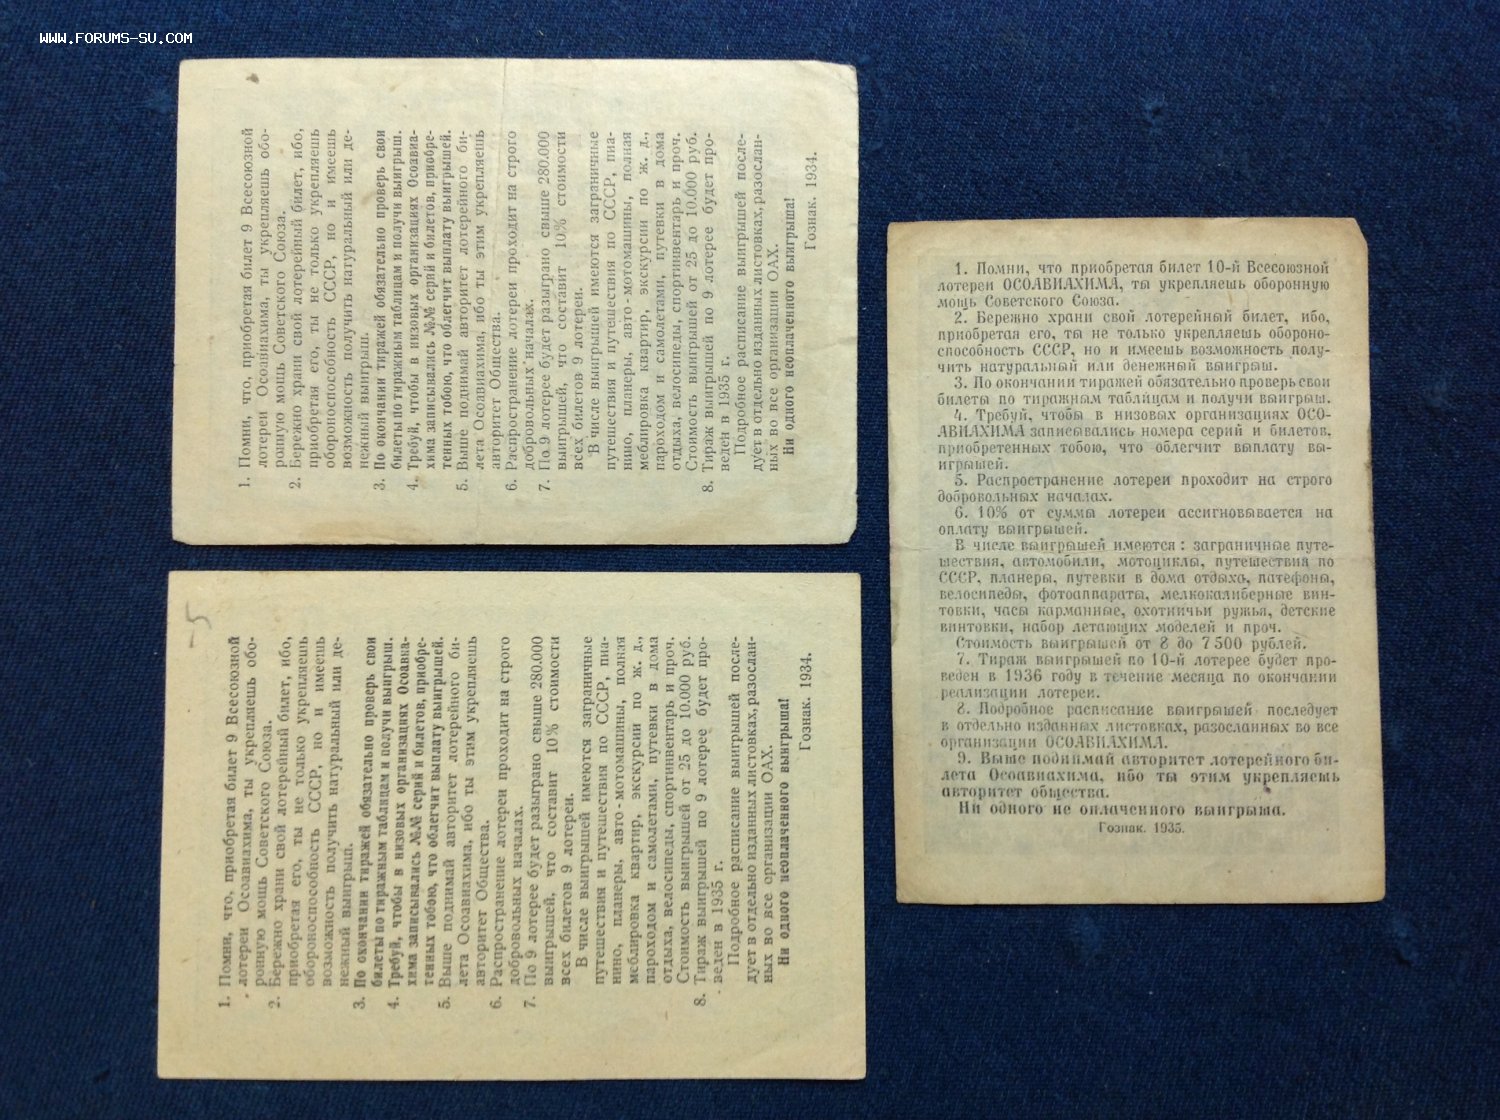 WWW.FORUMS-SU.COM
1. Помни, что, приобретая билет 9 Всесоюзной
лотереи Осоавиахима, ты укрепляешь обо-
ронную мощь Советского Союза.
2. Бережно храни свой лотерейный билет, ибо,
приобретая его, ты не только укрепляешь
обороноспособность СССР, но и имеешь
возможность получить натуральный или де-
нежный выигрыш.
3. По окончании тиражей обязательно проверь свои
билеты по тиражным таблицам и получи выигрыш.
4. Требуй, чтобы в низовых организациях Осоавиа-
хима записывались №№ серий и билетов, приобре-
тенных тобою, что облегчит выплату выигрышей.
5. Выше поднимай авторитет лотерейного би-
лета Осоавиахима, ибо ты этим укрепляешь
авторитет Общества.
6. Распространение лотереи проходит на строго
добровольных началах.
7. По 9 лотерее будет разыграно свыше 280.000
выигрышей, что составит 10% стоимости
всех билетов 9 лотереи.
В числе выигрышей имеются заграничные
путешествия и путешествия по СССР, пиа-
нино, планеры, авто-мотомашины, полная
меблировка квартир, экскурсии по ж. д.,
пароходом и самолетами, путевки в дома
отдыха, велосипеды, спортинвентарь и проч.
Стоимость выигрышей от 25 до 10.000 руб.
8. Тираж выигрышей по 9 лотерее будет про-
веден в 1935 г.
Подробное расписание выигрышей после-
дует в отдельно изданных листовках, разослан-
ных во все организации ОАХ.
Ни одного неоплаченного выигрыша!
Гознак. 1934.
-5
1. Помни, что, приобретая билет 9 Всесоюзной
лотереи Осоавиахима, ты укрепляешь обо-
ронную мощь Советского Союза.
2. Бережно храни свой лотерейный билет, ибо,
приобретая его, ты не только укрепляешь
обороноспособность СССР, но и имеешь
возможность получить натуральный или де-
нежный выигрыш.
3. По окончании тиражей обязательно проверь свои
билеты по тиражным таблицам и получи выигрыш.
4. Требуй, чтобы в низовых организациях Осоавиа-
хима записывались №№ серий и билетов, приобре-
тенных тобою, что облегчит выплату выигрышей.
5. Выше поднимай авторитет лотерейного би-
лета Осоавиахима, ибо ты этим укрепляешь
авторитет Общества.
6. Распространение лотереи проходит на строго
добровольных началах.
7. По 9 лотерее будет разыграно свыше 280.000
выигрышей, что составит 10% стоимости
всех билетов 9 лотереи.
В числе выигрышей имеются заграничные
путешествия и путешествия по СССР, пиа-
нино, планеры, авто-мотомашины, полная
меблировка квартир, экскурсии по ж. д.,
пароходом и самолетами, путевки в дома
отдыха, велосипеды, спортинвентарь и проч.
Стоимость выигрышей от 25 до 10.000 руб.
8. Тираж выигрышей по 9 лотерее будет про-
веден в 1935 г.
Подробное расписание выигрышей после-
дует в отдельно изданных листовках, разослан-
ных во все организации ОАХ.
Ни одного неоплаченного выигрыша!
Гознак. 1934.
1. Помни, что приобретая билет 10-й Всесоюзной
лотереи ОСОАВИАХИМА, ты укрепляешь оборонную
мощь Советского Союза.
2. Бережно храни свой лотерейный билет, ибо,
приобретая его, ты не только укрепляешь обороно-
способность СССР, но и имеешь возможность полу-
чить натуральный или денежный выигрыш.
3. По окончании тиражей обязательно проверь свои
билеты по тиражным таблицам и получи выигрыш.
4. Требуй, чтобы в низовых организациях ОСО-
АВИАХИМА записывались номера серий и билетов,
приобретенных тобою, что облегчит выплату вы-
игрышей.
5. Распространение лотереи проходит на строго
добровольных началах.
6. 10% от суммы лотереи ассигновывается на
оплату выигрышей.
В числе выигрышей имеются: заграничные путе-
шествия, автомобили, мотоциклы, путешествия по
СССР, планеры, путевки в дома отдыха, патефоны,
велосипеды, фотоаппараты, мелкокалиберные вин-
товки, часы карманные, охотничьи ружья, детские
винтовки, набор летающих моделей и проч.
Стоимость выигрышей от 8 до 7500 рублей.
7. Тираж выигрышей по 10-й лотерее будет про-
веден в 1936 году в течение месяца по окончании
реализации лотереи.
8. Подробное расписание выигрышей последует
в отдельно изданных листовках, разосланных во все
организации ОСОАВИАХИМА.
9. Выше поднимай авторитет лотерейного би-
лета Осоавиахима, ибо ты этим укрепляешь
авторитет общества.
Ни одного не оплаченного выигрыша.
Гознак. 1935.